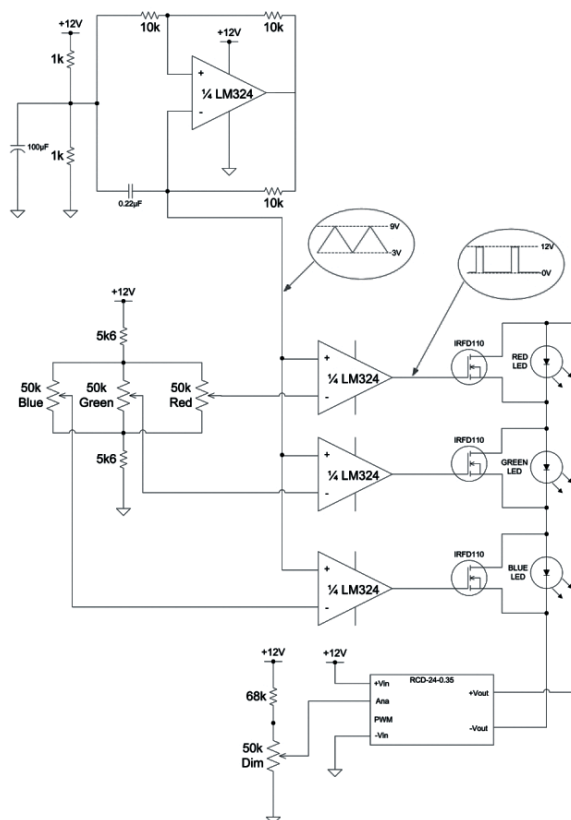 +12V
1k
10k
10k
+12V
+
¼ LM324
-
100µF
1k
0.22µF
10k
9V
3V
12V
0V
+12V
5k6
50k
Blue
50k
Green
50k
Red
5k6
+
¼ LM324
-
IRFD110
RED
LED
+
¼ LM324
-
IRFD110
GREEN
LED
+
¼ LM324
-
IRFD110
BLUE
LED
+12V
68k
50k
Dim
+12V
RCD-24-0.35
+Vin
Ana
PWM
-Vin
+Vout
-Vout